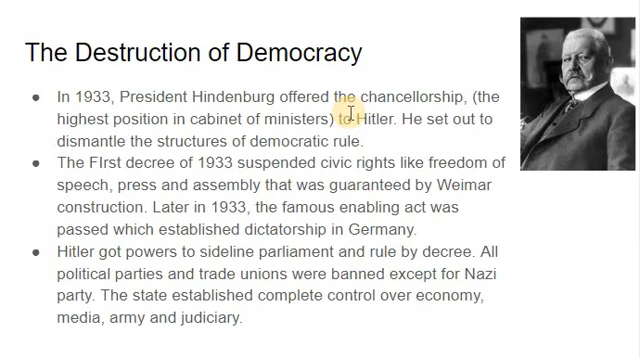 The Destruction of Democracy
● In 1933, President Hindenburg offered the chancellorship, (the
highest position in cabinet of ministers) to Hitler. He set out to
dismantle the structures of democratic rule.
● The FIrst decree of 1933 suspended civic rights like freedom of
speech, press and assembly that was guaranteed by Weimar
construction. Later in 1933, the famous enabling act was
passed which established dictatorship in Germany.
● Hitler got powers to sideline parliament and rule by decree. All
political parties and trade unions were banned except for Nazi
party. The state established complete control over economy,
media, army and judiciary.